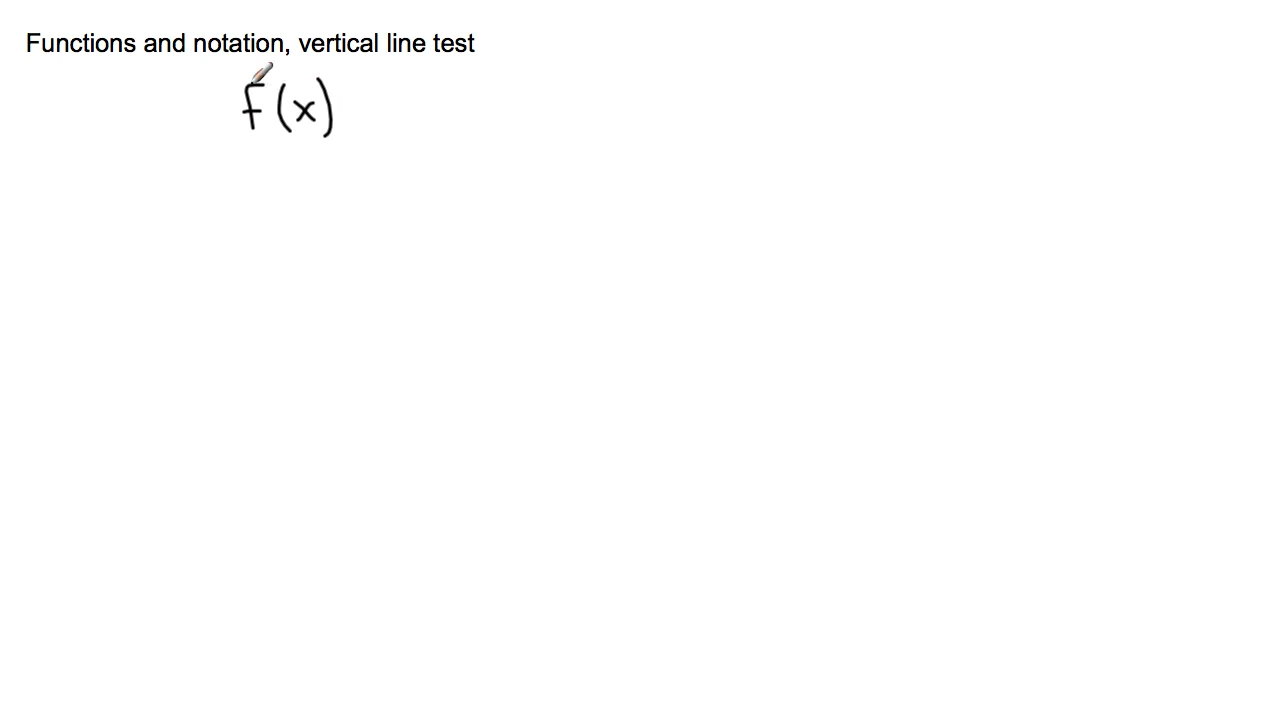 Functions and notation, vertical line test
f(x)